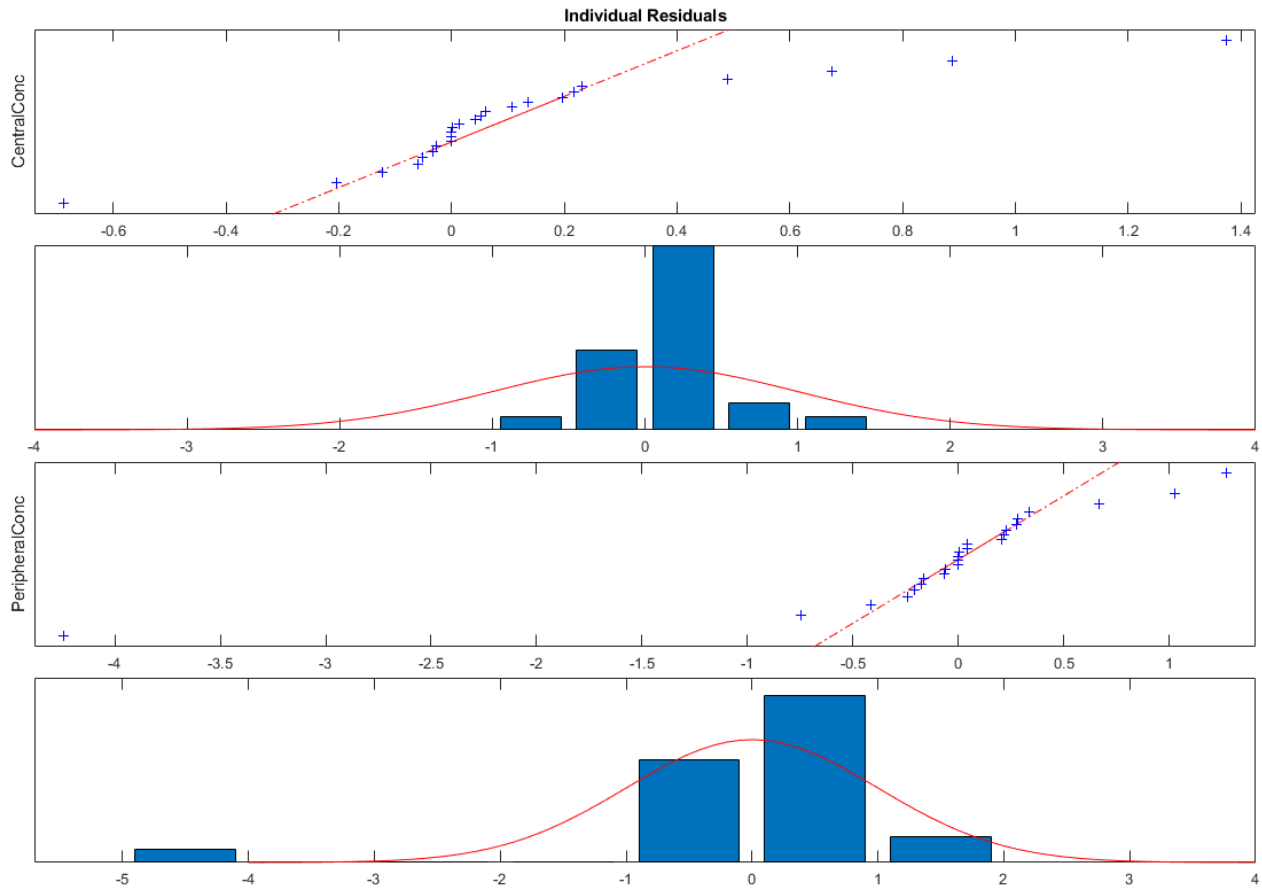 Individual Residuals
CentralConc
-0.6 -0.4 -0.2 0 0.2 0.4 0.6 0.8 1 1.2 1.4
-4 -3 -2 -1 0 1 2 3 4
PeripheralConc
-4 -3.5 -3 -2.5 -2 -1.5 -1 -0.5 0 0.5 1
-5 -4 -3 -2 -1 0 1 2 3 4